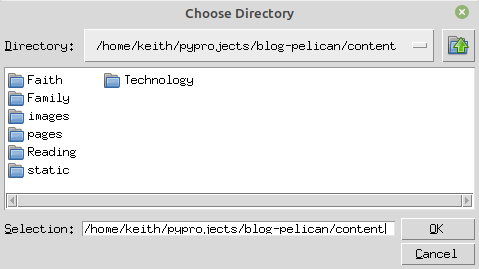 Choose Directory
Directory: /home/keith/pyprojects/blog-pelican/content
Faith Technology
Family
images
pages
Reading
static
Selection: /home/keith/pyprojects/blog-pelican/content
OK
Cancel